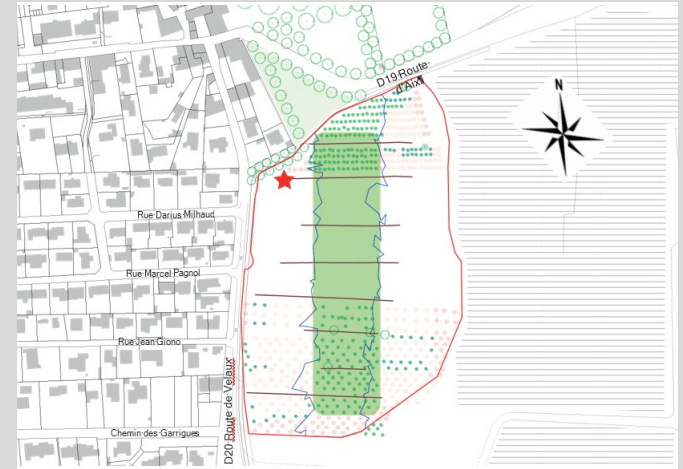 D19 Route
d'Aix
N
Rue Darius Milhaud
Rue Marcel Pagnol
Rue Jean Giono
D20 Route de Velaux
Chemin des Garrigues